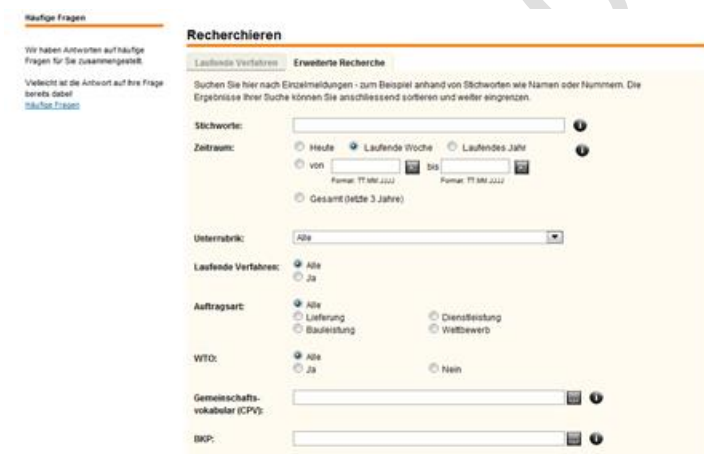 Häufige Fragen
Wir haben Antworten auf häufige
Fragen für Sie zusammengestellt.
Vielleicht ist die Antwort auf Ihre Frage
bereits dabei!
Häufige Fragen
Recherchieren
Laufende Verfahren Erweiterte Recherche
Suchen Sie hier nach Einzelmeldungen - zum Beispiel anhand von Stichworten wie Namen oder Nummern. Die
Ergebnisse Ihrer Suche können Sie anschliessend sortieren und weiter eingrenzen.
Stichworte:
Zeitraum: Heute Laufende Woche Laufendes Jahr
von bis
Format: TT.MM.JJJJ Format: TT.MM.JJJJ
Gesamt (letzte 3 Jahre)
Unterrubrik: Alle
Laufende Verfahren: Alle
Ja
Auftragsart: Alle
Lieferung Dienstleistung
Bauleistung Wettbewerb
WTO: Alle
Ja Nein
Gemeinschafts-
vokabular (CPV):
BKP: